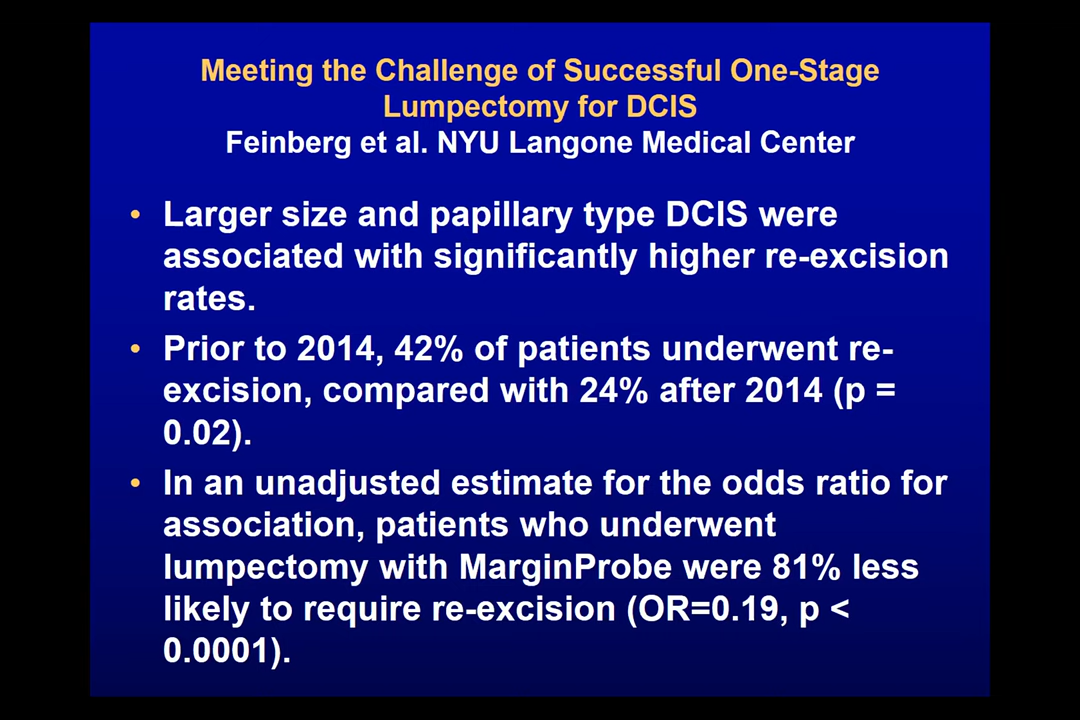 Meeting the Challenge of Successful One-Stage
Lumpectomy for DCIS
Feinberg et al. NYU Langone Medical Center
• Larger size and papillary type DCIS were
associated with significantly higher re-excision
rates.
• Prior to 2014, 42% of patients underwent re-
excision, compared with 24% after 2014 (p =
0.02).
• In an unadjusted estimate for the odds ratio for
association, patients who underwent
lumpectomy with MarginProbe were 81% less
likely to require re-excision (OR=0.19, p <
0.0001).